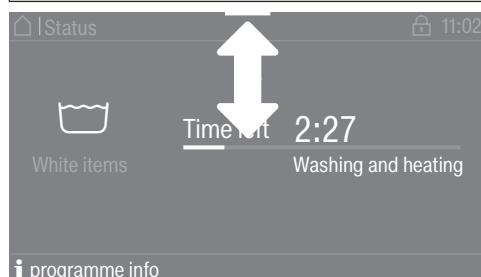 Status 11:02
Time left 2:27
White items Washing and heating
i programme info